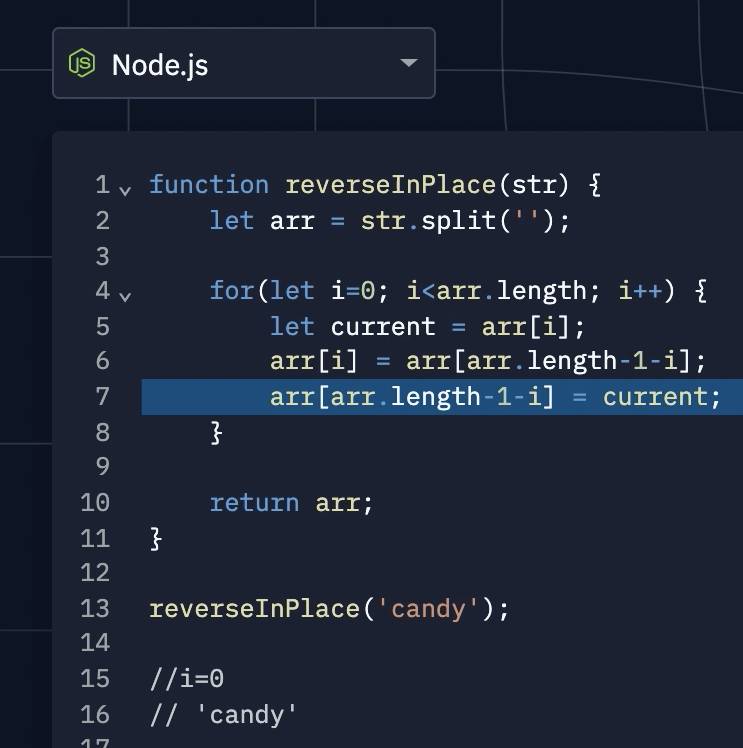 Node.js
1 function reverseInPlace(str) {
2 let arr = str.split('');
3
4 for(let i=0; i<arr.length; i++) {
5 let current = arr[i];
6 arr[i] = arr[arr.length-1-i];
7 arr[arr.length-1-i] = current;
8 }
9
10 return arr;
11 }
12
13 reverseInPlace('candy');
14
15 //i=0
16 // 'candy'
17